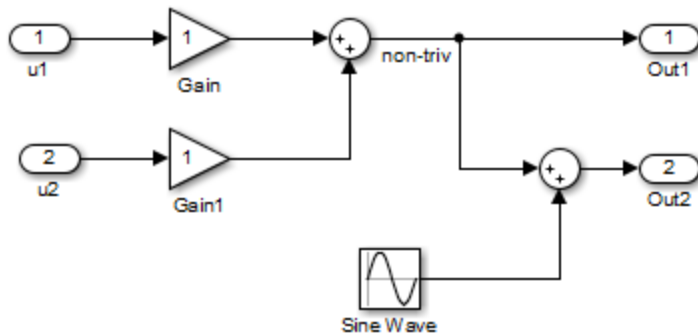 1
u1
1
Gain
non-triv
1
Out1
2
u2
1
Gain1
2
Out2
Sine Wave